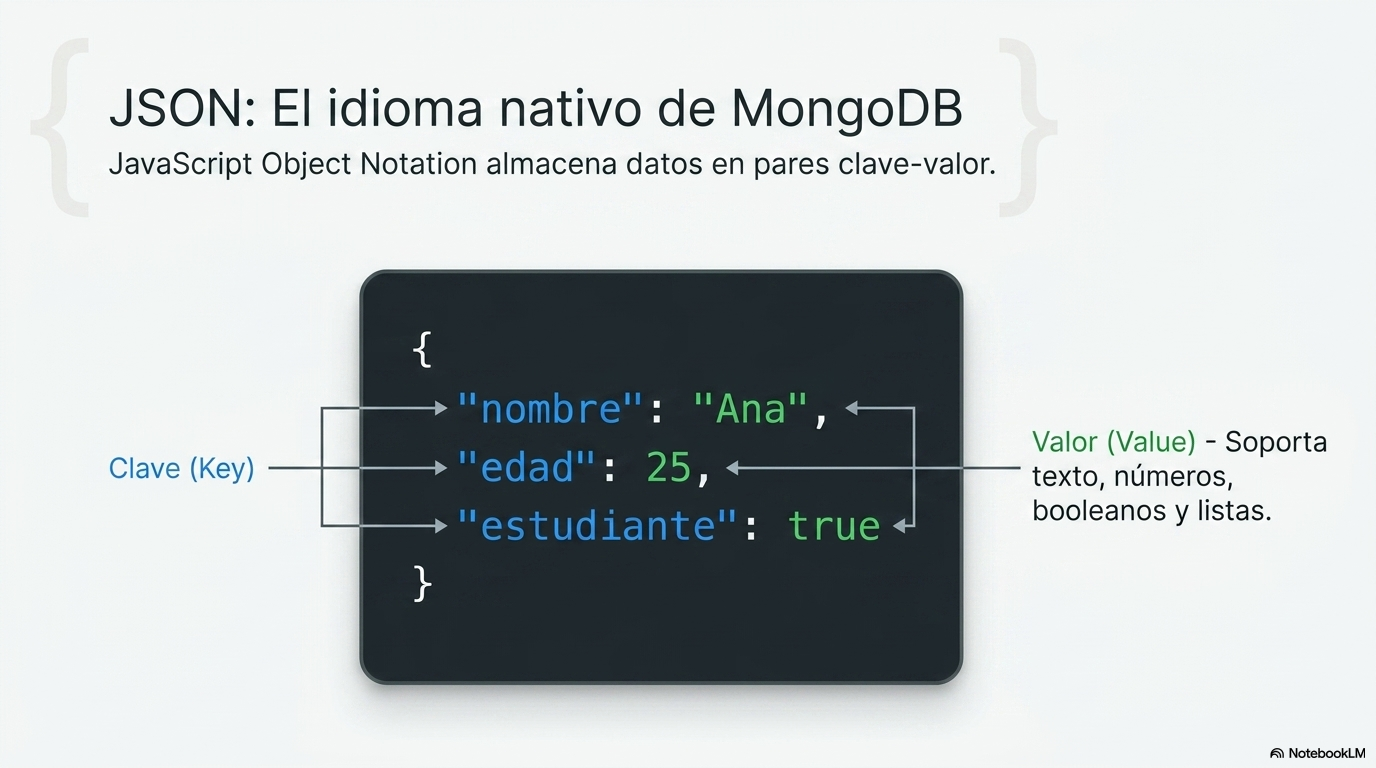 JSON: El idioma nativo de MongoDB
JavaScript Object Notation almacena datos en pares clave-valor.
{
"nombre": "Ana",
"edad": 25,
"estudiante": true
}
Clave (Key)
Valor (Value) - Soporta
texto, números,
booleanos y listas.
NotebookLM